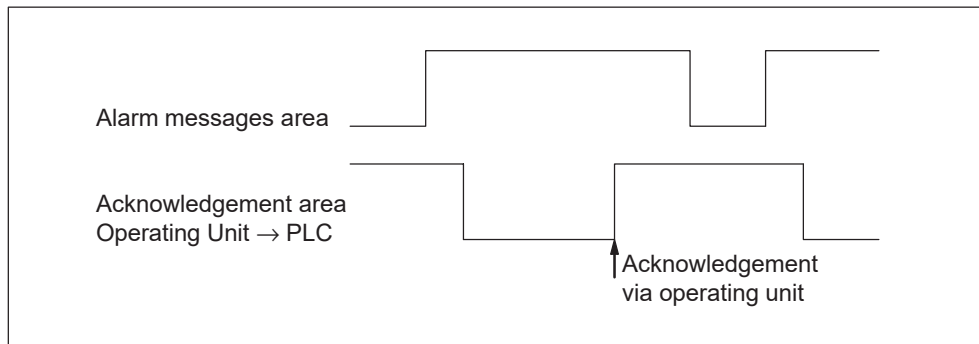 Alarm messages area
Acknowledgement area
Operating Unit → PLC
Acknowledgement
via operating unit